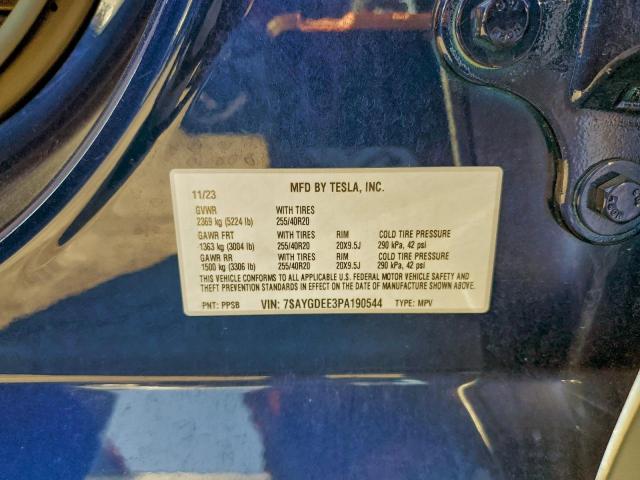 11/23 MFD BY TESLA, INC.
GVWR WITH TIRES
2369 kg (5224 lb) 255/40R20
GAWR FRT WITH TIRES RIM COLD TIRE PRESSURE
1363 kg (3004 lb) 255/40R20 20X9.5J 290 kPa, 42 psi
GAWR RR WITH TIRES RIM COLD TIRE PRESSURE
1500 kg (3306 lb) 255/40R20 20X9.5J 290 kPa, 42 psi
THIS VEHICLE CONFORMS TO ALL APPLICABLE U.S. FEDERAL MOTOR VEHICLE SAFETY AND
THEFT PREVENTION STANDARDS IN EFFECT ON THE DATE OF MANUFACTURE SHOWN ABOVE.
PNT: PPSB VIN: 7SAYGDEE3PA190544 TYPE: MPV